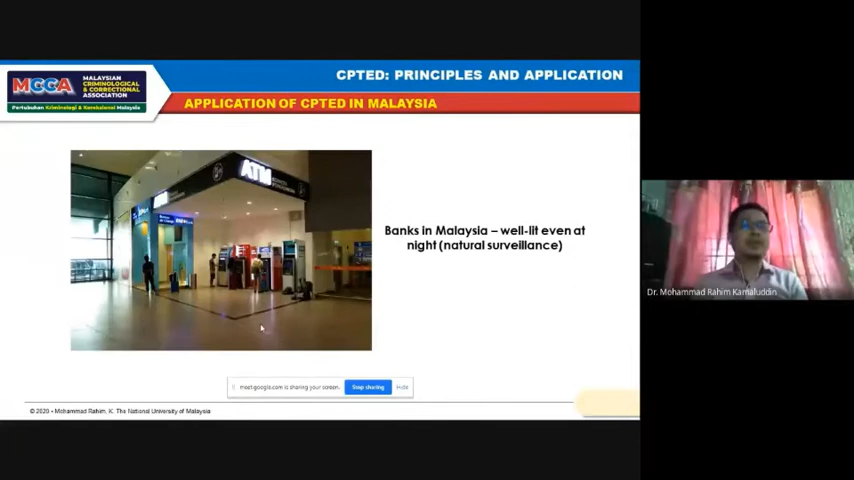 CPTED: PRINCIPLES AND APPLICATION
MCCA
MALAYSIAN
CRIMINOLOGICAL
& CORRECTIONAL
ASSOCIATION
Pertubuhan Kriminologi & Koreksional Malaysia
APPLICATION OF CPTED IN MALAYSIA
ATM
Banks in Malaysia – well-lit even at
night (natural surveillance)
Dr. Mohammad Rahim Kamaluddin
meet.google.com is sharing your screen.
Stop sharing
Hide
© 2020 - Mohammad Rahim, K. The National University of Malaysia